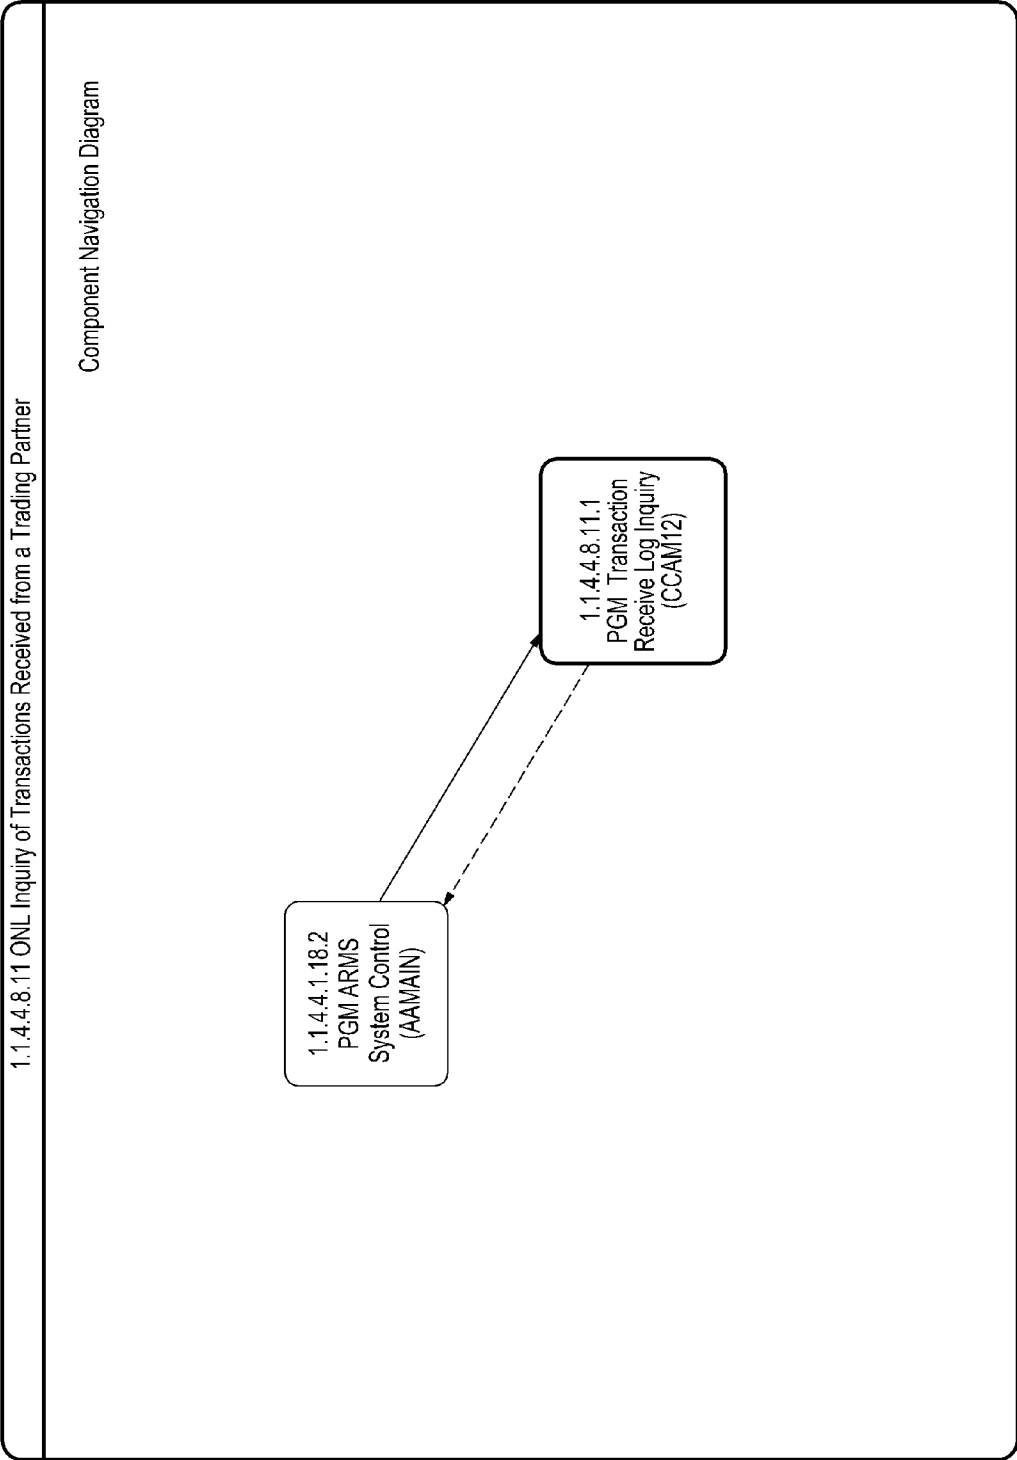 1.1.4.4.8.11 ONL Inquiry of Transactions Received from a Trading Partner
Component Navigation Diagram
1.1.4.4.1.18.2
PGM ARMS
System Control
(AAMAIN)
1.1.4.4.8.11.1
PGM Transaction
Receive Log Inquiry
(CCAM12)